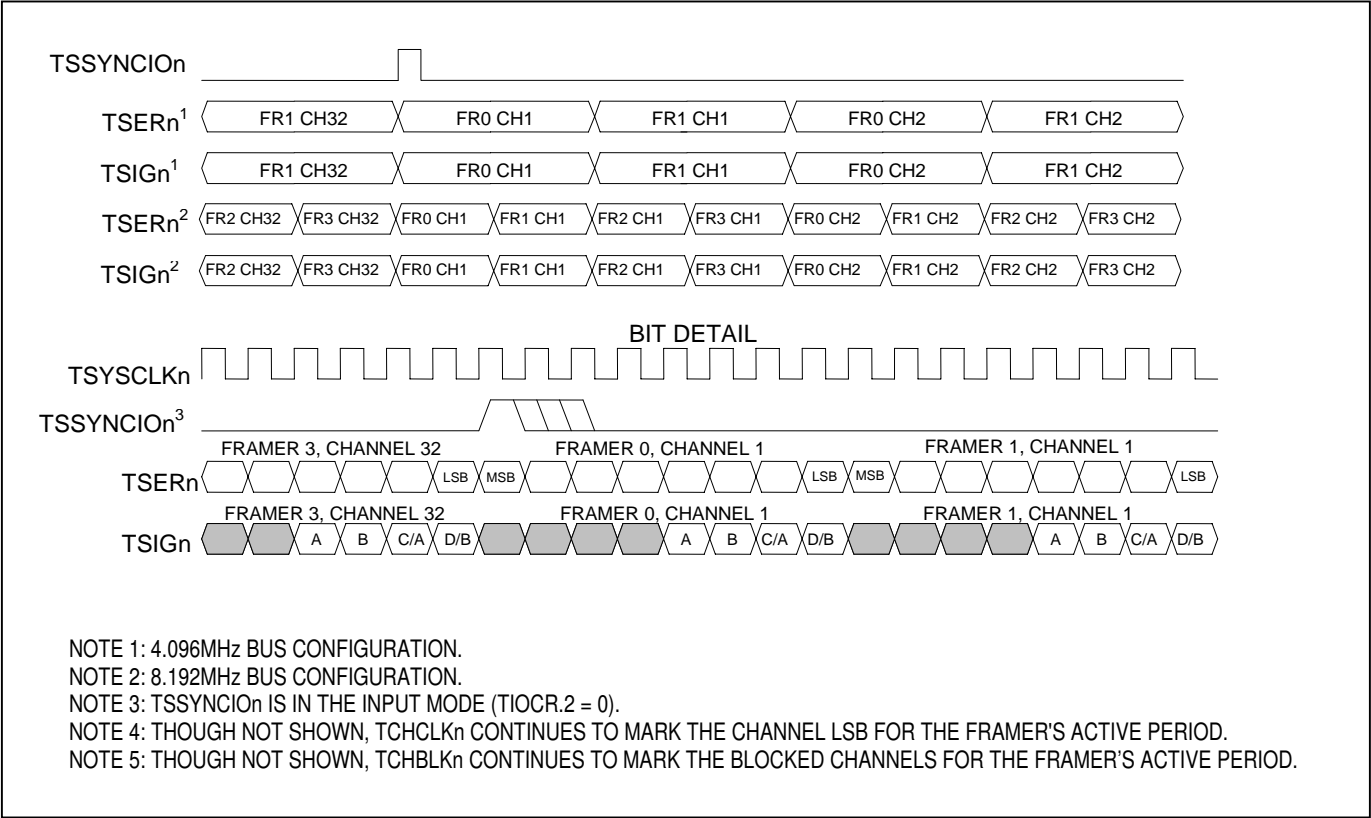 TSSYNCIOn
TSERn1 FR1 CH32 FR0 CH1 FR1 CH1 FR0 CH2 FR1 CH2
TSIGn1 FR1 CH32 FR0 CH1 FR1 CH1 FR0 CH2 FR1 CH2
TSERn2 FR2 CH32 FR3 CH32 FR0 CH1 FR1 CH1 FR2 CH1 FR3 CH1 FR0 CH2 FR1 CH2 FR2 CH2 FR3 CH2
TSIGn2 FR2 CH32 FR3 CH32 FR0 CH1 FR1 CH1 FR2 CH1 FR3 CH1 FR0 CH2 FR1 CH2 FR2 CH2 FR3 CH2
BIT DETAIL
TSYSCLKn
TSSYNCIOn3
FRAMER 3, CHANNEL 32 FRAMER 0, CHANNEL 1 FRAMER 1, CHANNEL 1
TSERn LSB MSB LSB MSB LSB
FRAMER 3, CHANNEL 32 FRAMER 0, CHANNEL 1 FRAMER 1, CHANNEL 1
TSIGn A B C/A D/B A B C/A D/B A B C/A D/B
NOTE 1: 4.096MHz BUS CONFIGURATION.
NOTE 2: 8.192MHz BUS CONFIGURATION.
NOTE 3: TSSYNCIOn IS IN THE INPUT MODE (TIOCR.2 = 0).
NOTE 4: THOUGH NOT SHOWN, TCHCLKn CONTINUES TO MARK THE CHANNEL LSB FOR THE FRAMER'S ACTIVE PERIOD.
NOTE 5: THOUGH NOT SHOWN, TCHBLKn CONTINUES TO MARK THE BLOCKED CHANNELS FOR THE FRAMER'S ACTIVE PERIOD.